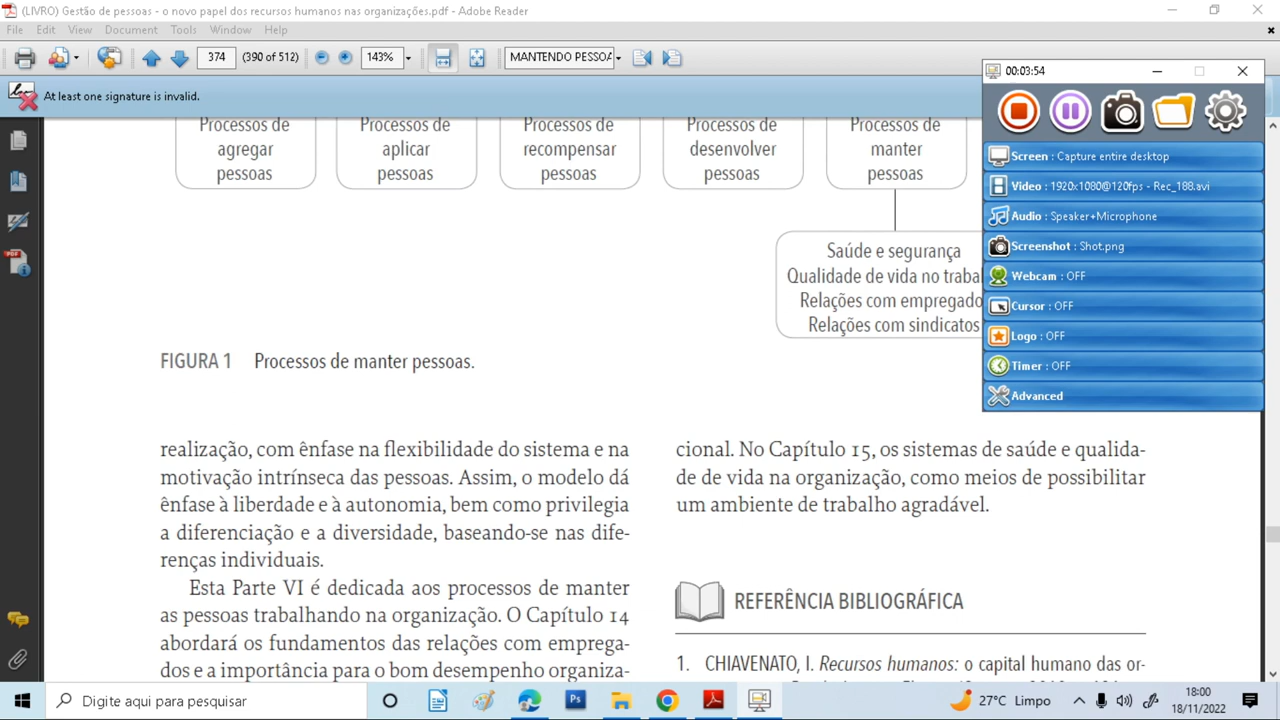 (LIVRO) Gestão de pessoas - o novo papel dos recursos humanos nas organizações.pdf - Adobe Reader
File Edit View Document Tools Window Help
374 (390 of 512) 143% MANTENDO PESSOA
At least one signature is invalid.
00:03:54
Screen : Capture entire desktop
Video : 1920x1080@120fps - Rec_188.avi
Audio : Speaker+Microphone
Screenshot : Shot.png
Webcam : OFF
Cursor : OFF
Logo : OFF
Timer : OFF
Advanced
Processos de agregar pessoas
Processos de aplicar pessoas
Processos de recompensar pessoas
Processos de desenvolver pessoas
Processos de manter pessoas
Saúde e segurança
Qualidade de vida no traba
Relações com empregado
Relações com sindicatos
FIGURA 1 Processos de manter pessoas.
realização, com ênfase na flexibilidade do sistema e na
motivação intrínseca das pessoas. Assim, o modelo dá
ênfase à liberdade e à autonomia, bem como privilegia
a diferenciação e a diversidade, baseando-se nas dife-
renças individuais.
Esta Parte VI é dedicada aos processos de manter
as pessoas trabalhando na organização. O Capítulo 14
abordará os fundamentos das relações com emprega-
dos e a importância para o bom desempenho organiza-
cional. No Capítulo 15, os sistemas de saúde e qualida-
de de vida na organização, como meios de possibilitar
um ambiente de trabalho agradável.
REFERÊNCIA BIBLIOGRÁFICA
1. CHIAVENATO, I. Recursos humanos: o capital humano das or-
Digite aqui para pesquisar
27°C Limpo
18:00
18/11/2022